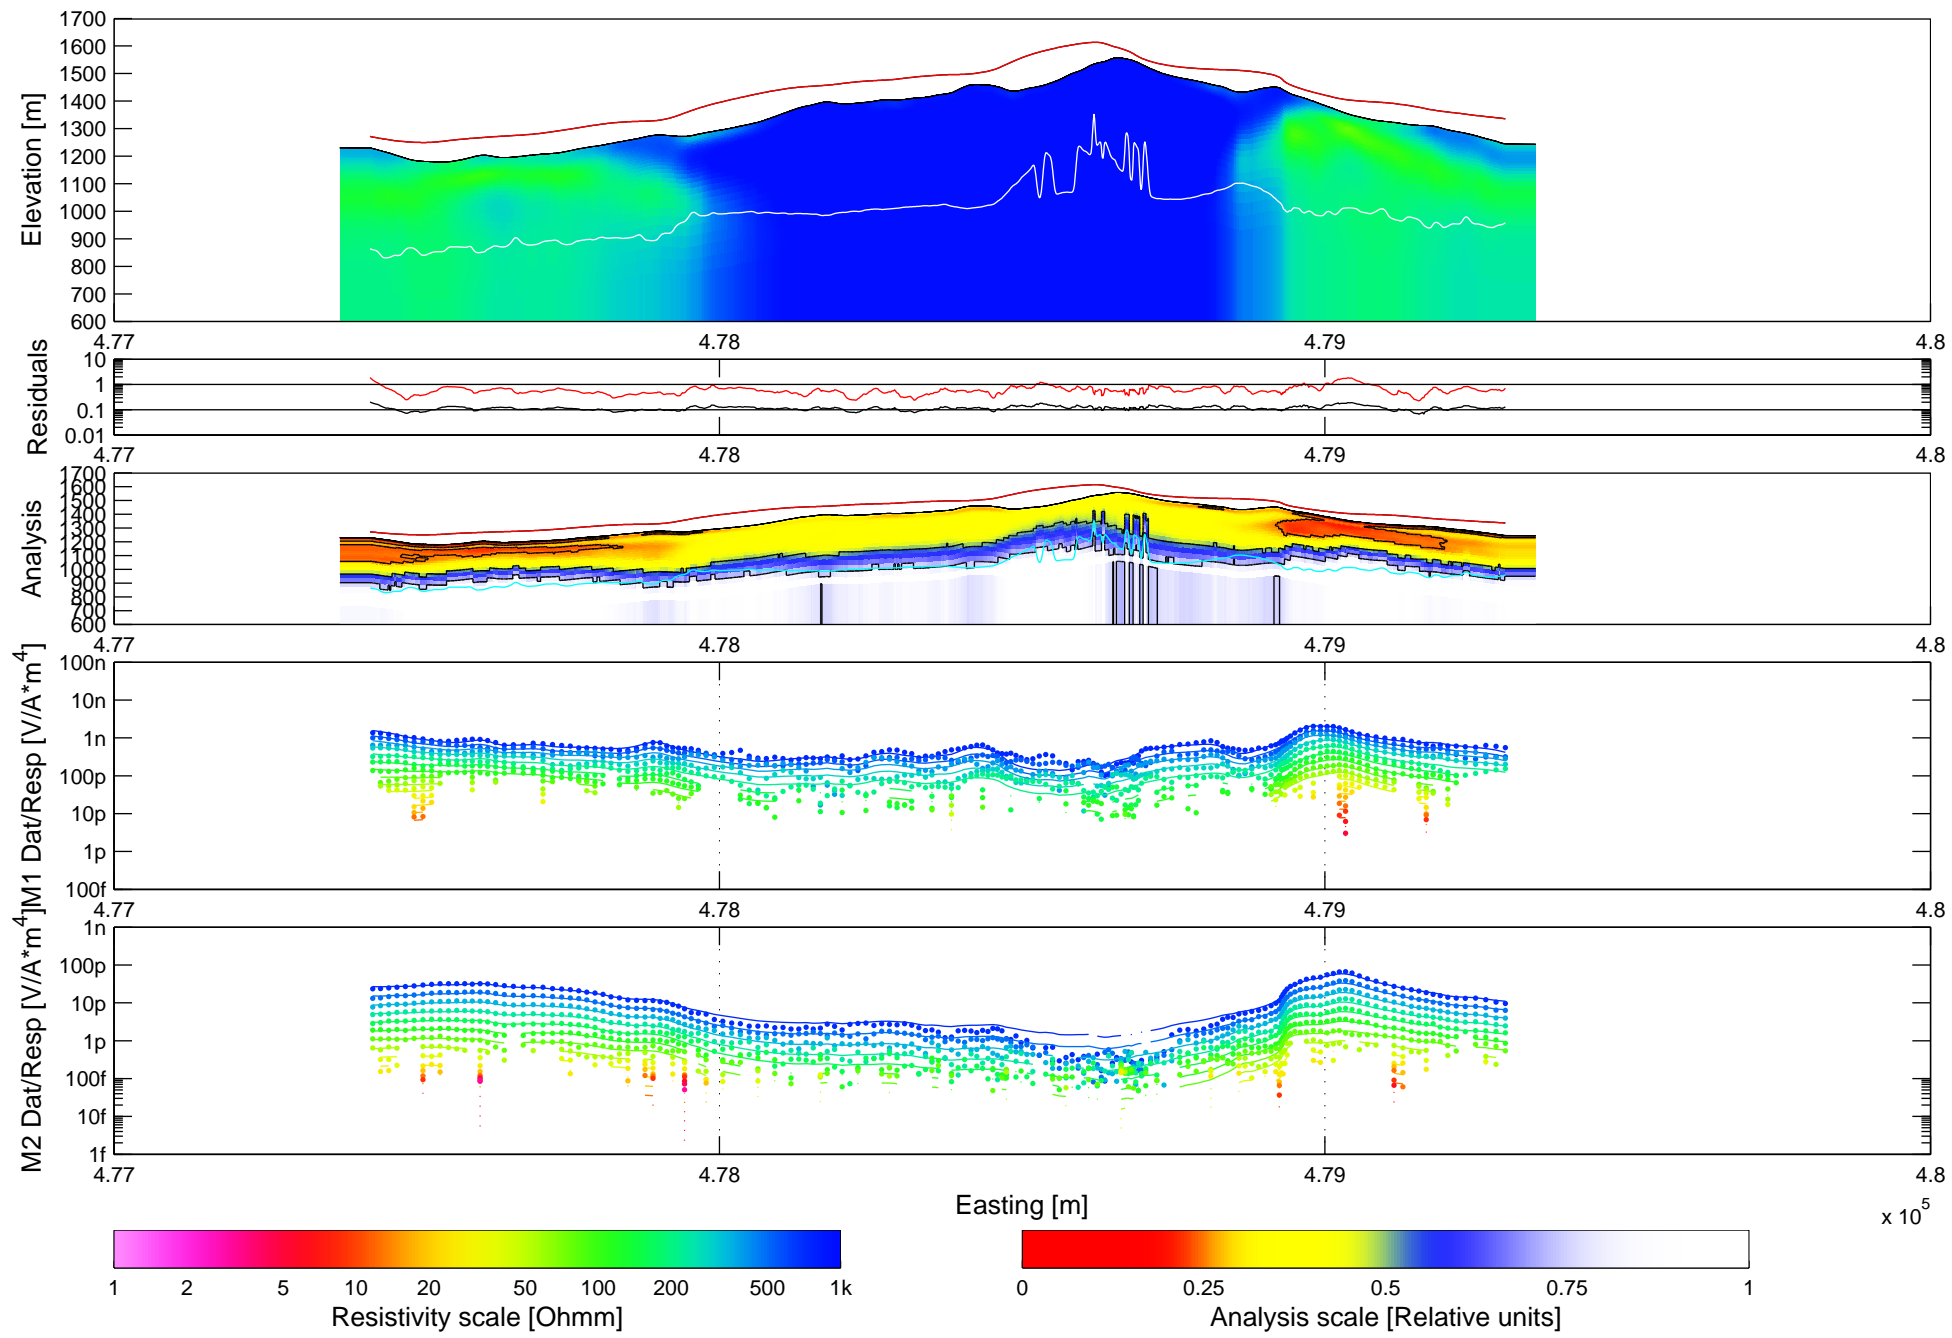 1700
1600
1500
1400
1300
1200
1100
1000
900
800
700
600
Elevation [m]
4.77 4.78 4.79 4.8
10
1
0.1
0.01
Residuals
4.77 4.78 4.79 4.8
1700
1600
1500
1400
1300
1200
1100
1000
900
800
700
600
Analysis
4.77 4.78 4.79 4.8
100n
10n
1n
100p
10p
1p
100f
M1 Dat/Resp [V/A*m4]
4.77 4.78 4.79 4.8
1n
100p
10p
1p
100f
10f
1f
M2 Dat/Resp [V/A*m4]
4.77 4.78 4.79 4.8
Easting [m]
x 105
1 2 5 10 20 50 100 200 500 1k
Resistivity scale [Ohmm]
0 0.25 0.5 0.75 1
Analysis scale [Relative units]